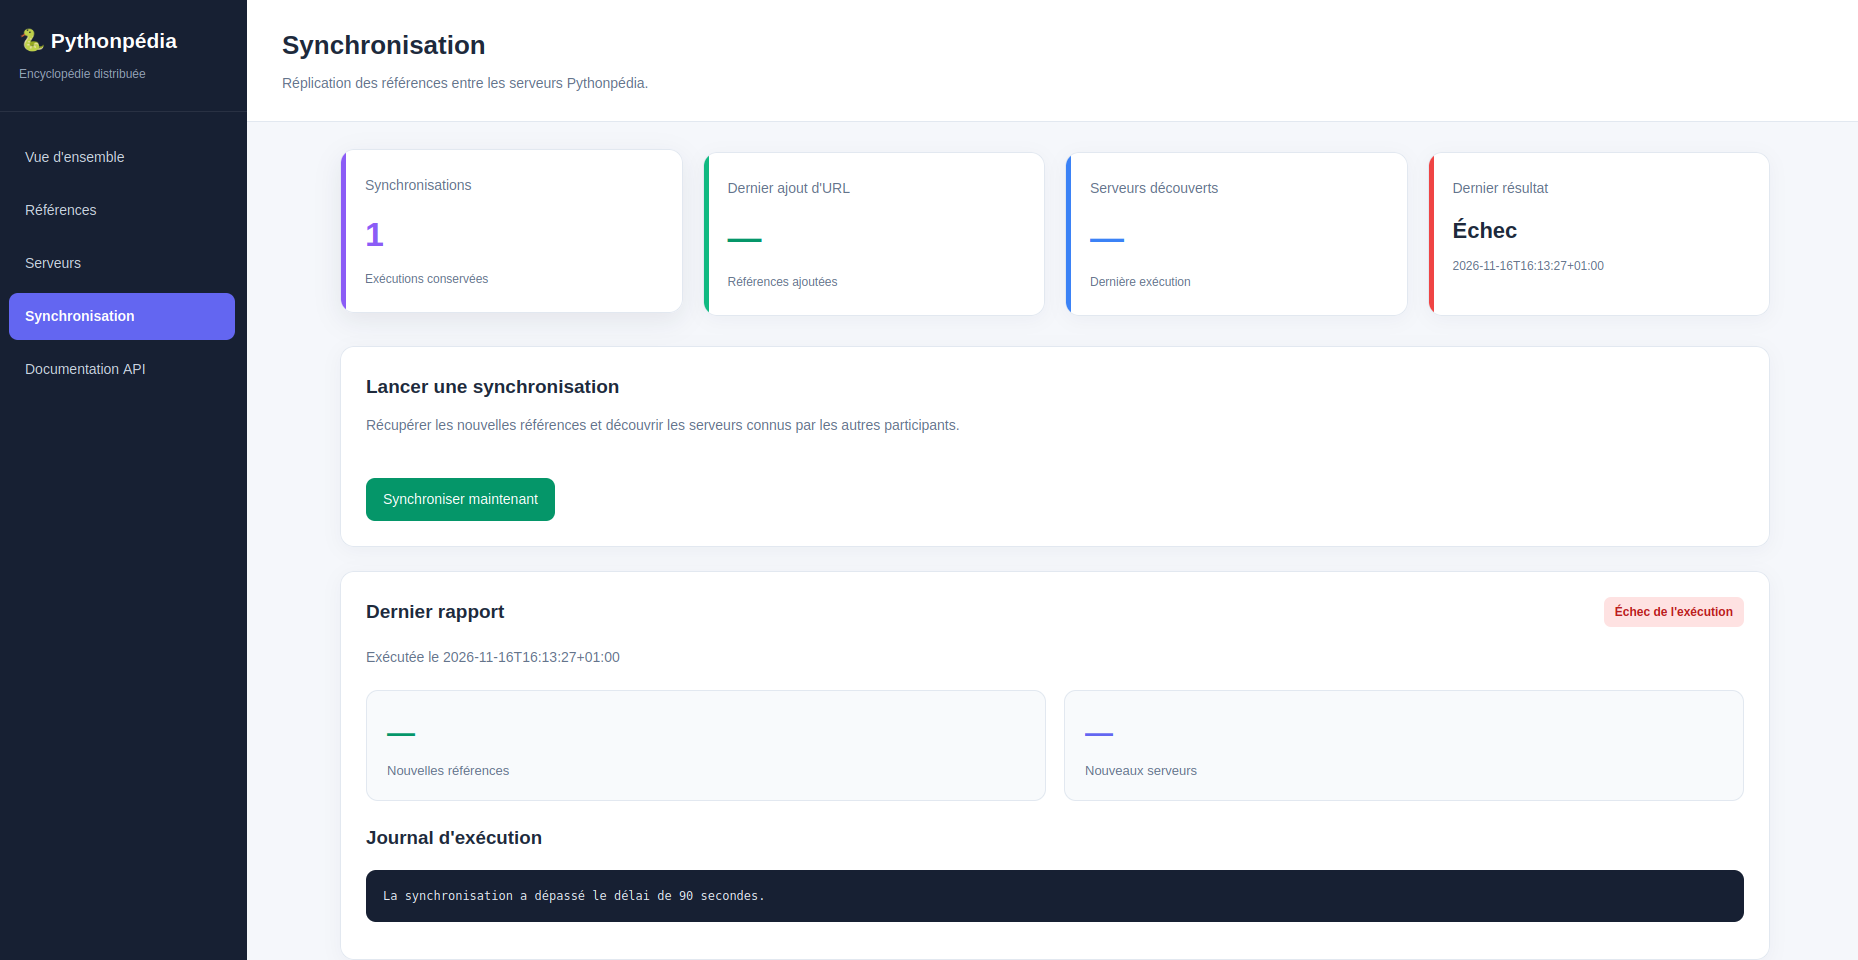 Pythonpédia
Encyclopédie distribuée
Vue d'ensemble
Références
Serveurs
Synchronisation
Documentation API
Synchronisation
Réplication des références entre les serveurs Pythonpédia.
Synchronisations
1
Exécutions conservées
Dernier ajout d'URL
—
Références ajoutées
Serveurs découverts
—
Dernière exécution
Dernier résultat
Échec
2026-11-16T16:13:27+01:00
Lancer une synchronisation
Récupérer les nouvelles références et découvrir les serveurs connus par les autres participants.
Synchroniser maintenant
Dernier rapport
Échec de l'exécution
Exécutée le 2026-11-16T16:13:27+01:00
—
Nouvelles références
—
Nouveaux serveurs
Journal d'exécution
La synchronisation a dépassé le délai de 90 secondes.